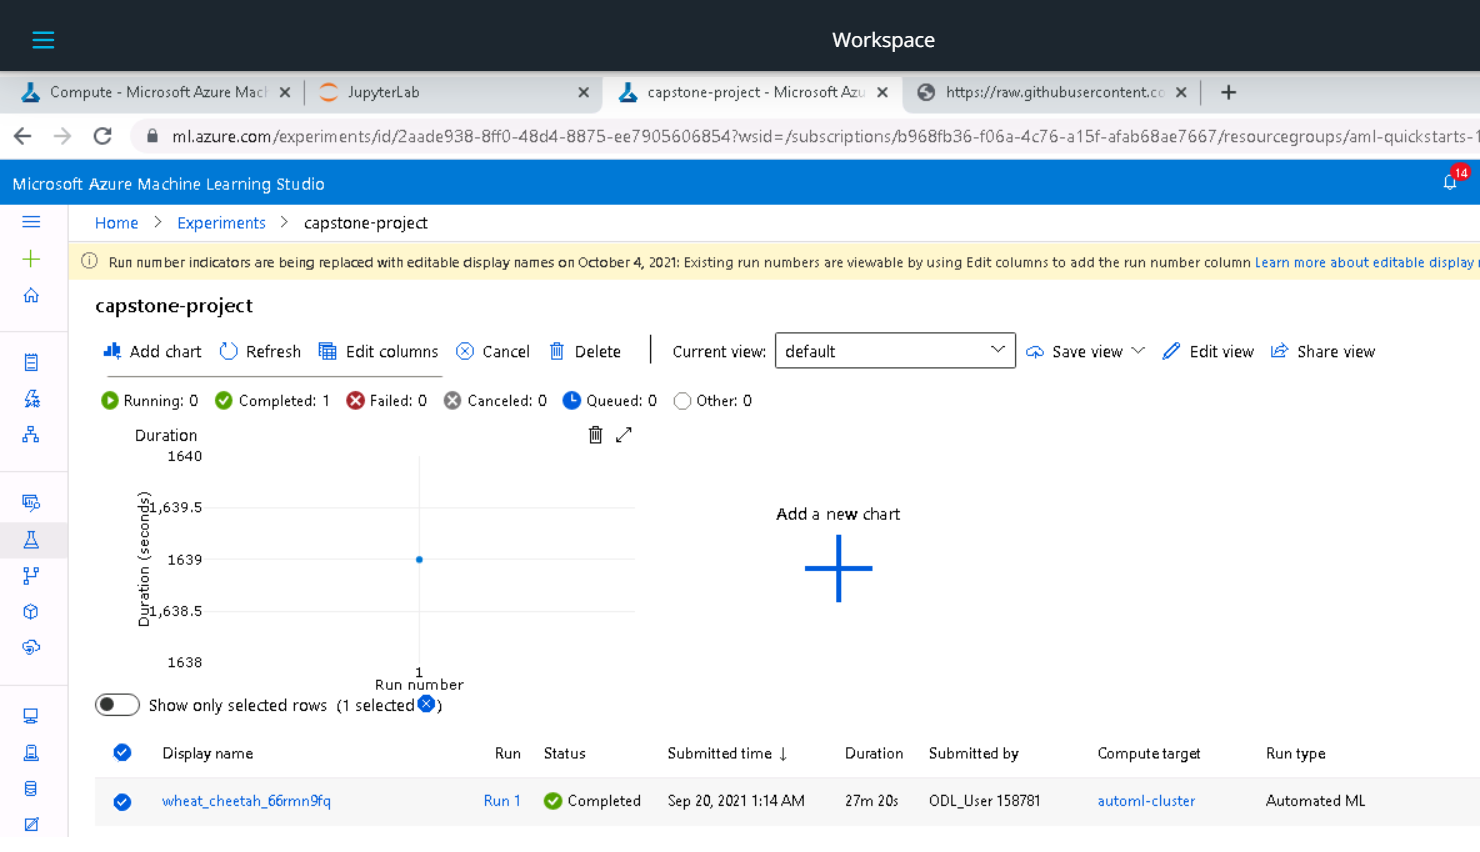 Workspace
Compute - Microsoft Azure Mach
JupyterLab
capstone-project - Microsoft Azu
https://raw.githubusercontent.co
ml.azure.com/experiments/id/2aade938-8ff0-48d4-8875-ee7905606854?wsid=/subscriptions/b968fb36-f06a-4c76-a15f-afab68ae7667/resourcegroups/aml-quickstarts-1
Microsoft Azure Machine Learning Studio
14
Home > Experiments > capstone-project
Run number indicators are being replaced with editable display names on October 4, 2021: Existing run numbers are viewable by using Edit columns to add the run number column Learn more about editable display
capstone-project
Add chart Refresh Edit columns Cancel Delete Current view: default Save view Edit view Share view
Running: 0 Completed: 1 Failed: 0 Canceled: 0 Queued: 0 Other: 0
Duration
1640
1,639.5
1639
1,638.5
1638
Duration (seconds)
1
Run number
Add a new chart
Show only selected rows (1 selected )
Display name Run Status Submitted time ↓ Duration Submitted by Compute target Run type
wheat_cheetah_66rmn9fq Run 1 Completed Sep 20, 2021 1:14 AM 27m 20s ODL_User 158781 automl-cluster Automated ML